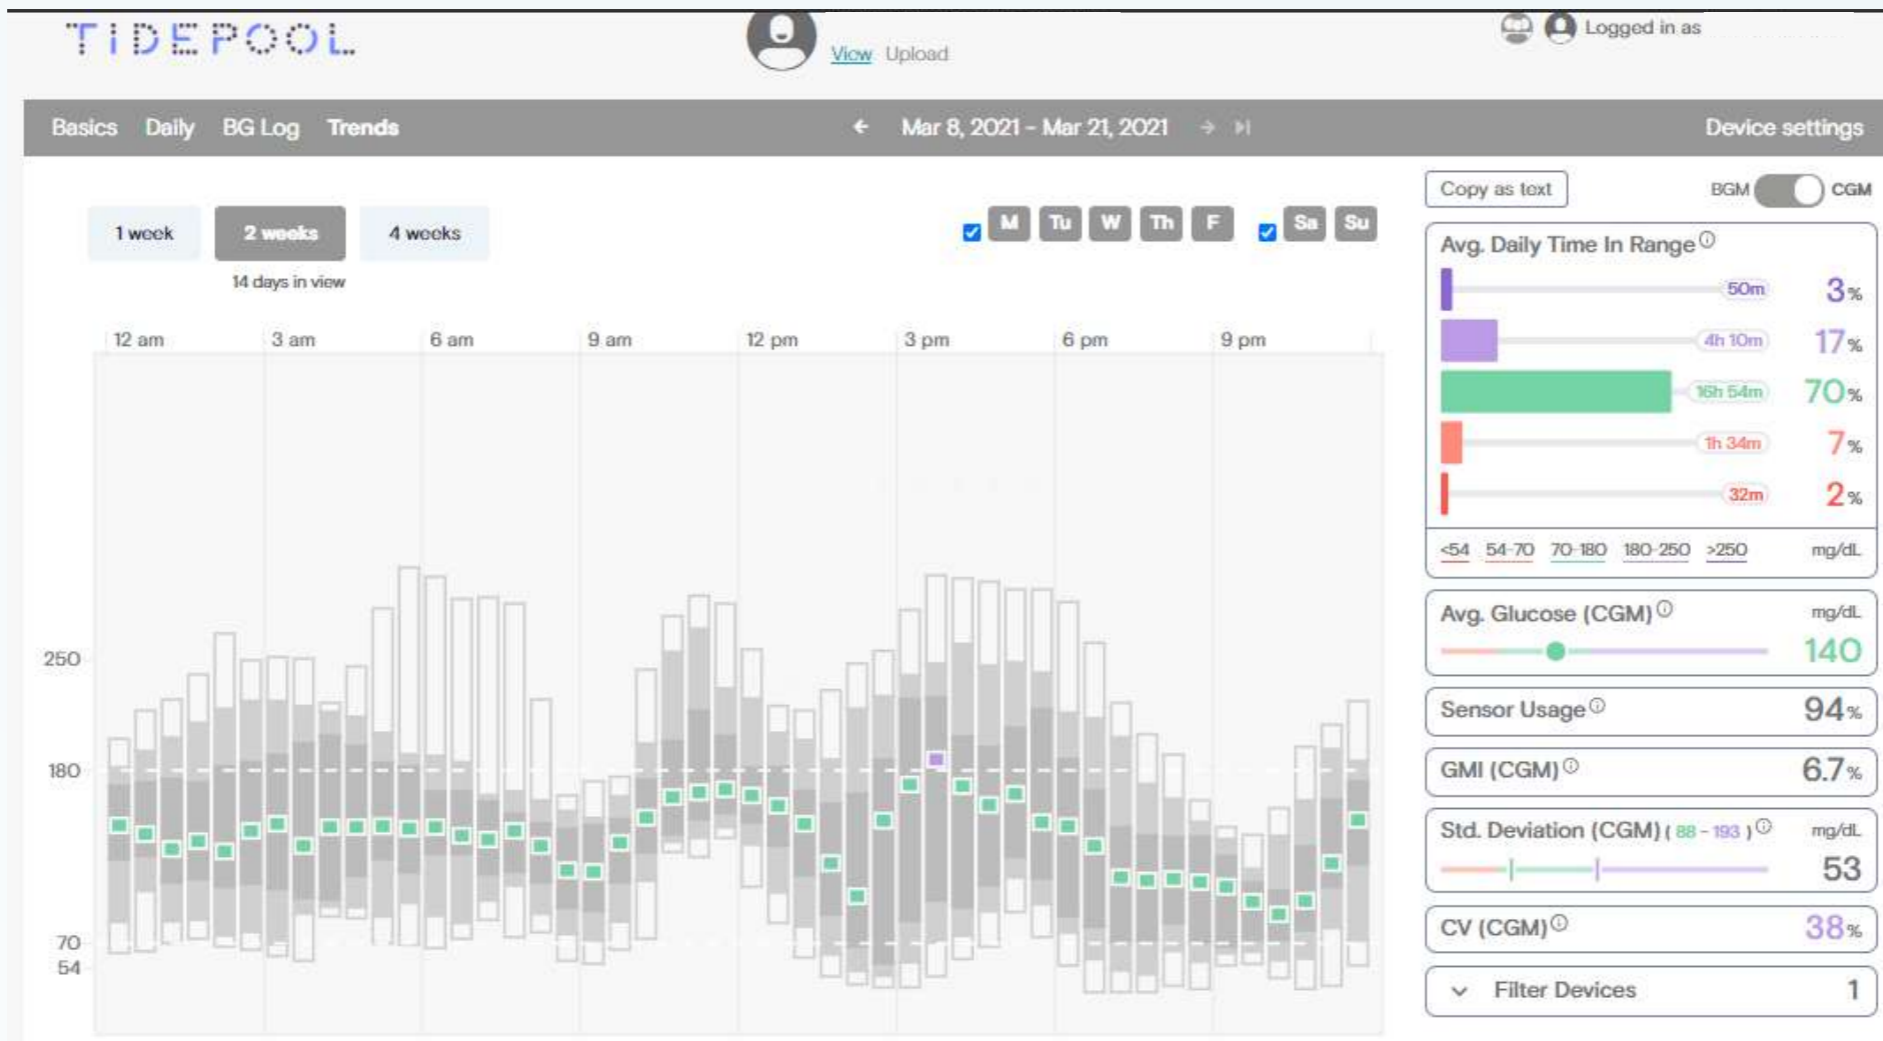 TIDEPOOL
View Upload
Logged in as
Basics Daily BG Log Trends
Mar 8, 2021 - Mar 21, 2021
Device settings
1 week 2 weeks 4 weeks
14 days in view
M Tu W Th F Sa Su
12 am 3 am 6 am 9 am 12 pm 3 pm 6 pm 9 pm
250
180
70
54
Copy as text
BGM CGM
Avg. Daily Time In Range
50m 3%
4h 10m 17%
16h 54m 70%
1h 34m 7%
32m 2%
<54 54-70 70-180 180-250 >250 mg/dL
Avg. Glucose (CGM) mg/dL
140
Sensor Usage 94%
GMI (CGM) 6.7%
Std. Deviation (CGM) ( 88 - 193 ) mg/dL
53
CV (CGM) 38%
Filter Devices 1